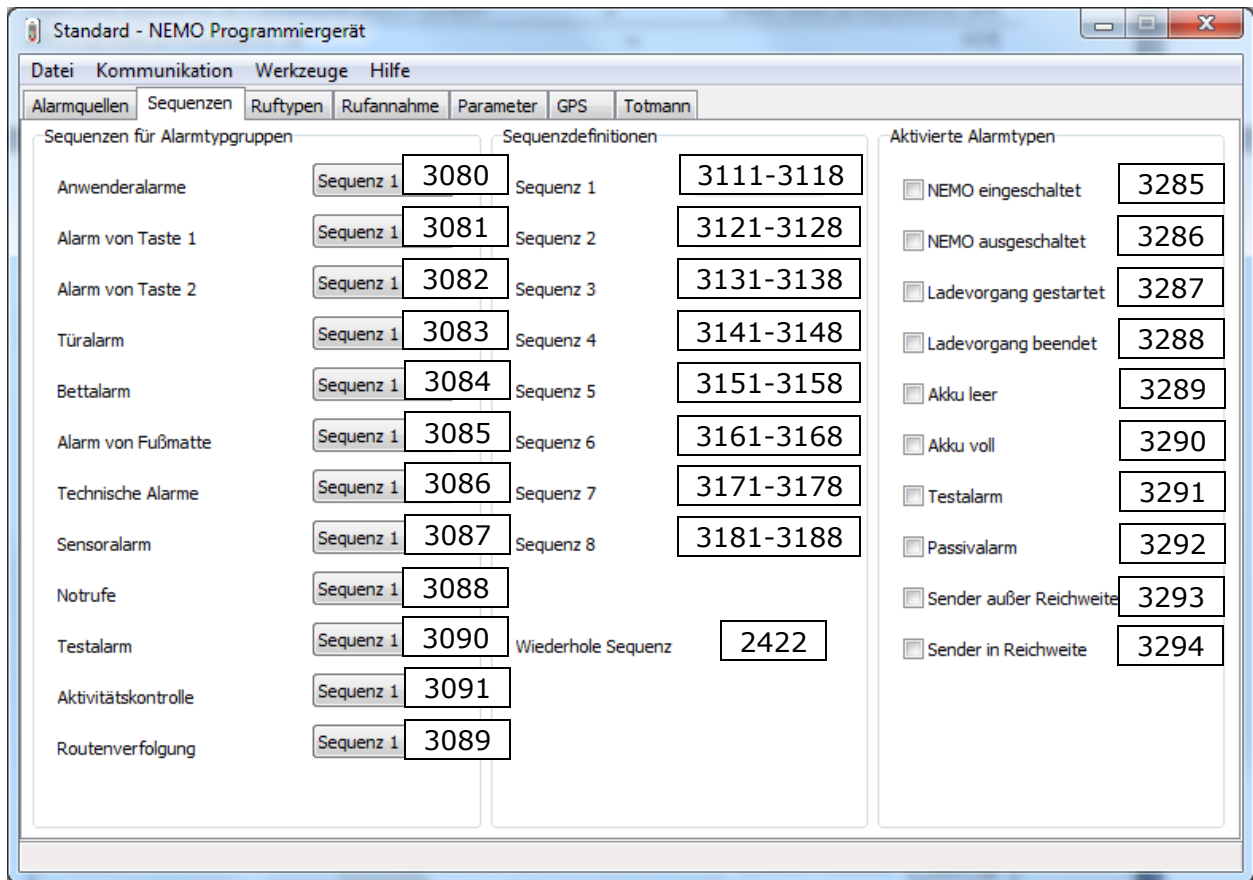 Standard - NEMO Programmiergerät
Datei Kommunikation Werkzeuge Hilfe
Alarmquellen Sequenzen Ruftypen Rufannahme Parameter GPS Totmann
Sequenzen für Alarmtypgruppen
Anwenderalarme Sequenz 1 3080
Alarm von Taste 1 Sequenz 1 3081
Alarm von Taste 2 Sequenz 1 3082
Türalarm Sequenz 1 3083
Bettalarm Sequenz 1 3084
Alarm von Fußmatte Sequenz 1 3085
Technische Alarme Sequenz 1 3086
Sensoralarm Sequenz 1 3087
Notrufe Sequenz 1 3088
Testalarm Sequenz 1 3090
Aktivitätskontrolle Sequenz 1 3091
Routenverfolgung Sequenz 1 3089
Sequenzdefinitionen
Sequenz 1 3111-3118
Sequenz 2 3121-3128
Sequenz 3 3131-3138
Sequenz 4 3141-3148
Sequenz 5 3151-3158
Sequenz 6 3161-3168
Sequenz 7 3171-3178
Sequenz 8 3181-3188
Wiederhole Sequenz 2422
Aktivierte Alarmtypen
NEMO eingeschaltet 3285
NEMO ausgeschaltet 3286
Ladevorgang gestartet 3287
Ladevorgang beendet 3288
Akku leer 3289
Akku voll 3290
Testalarm 3291
Passivalarm 3292
Sender außer Reichweite 3293
Sender in Reichweite 3294